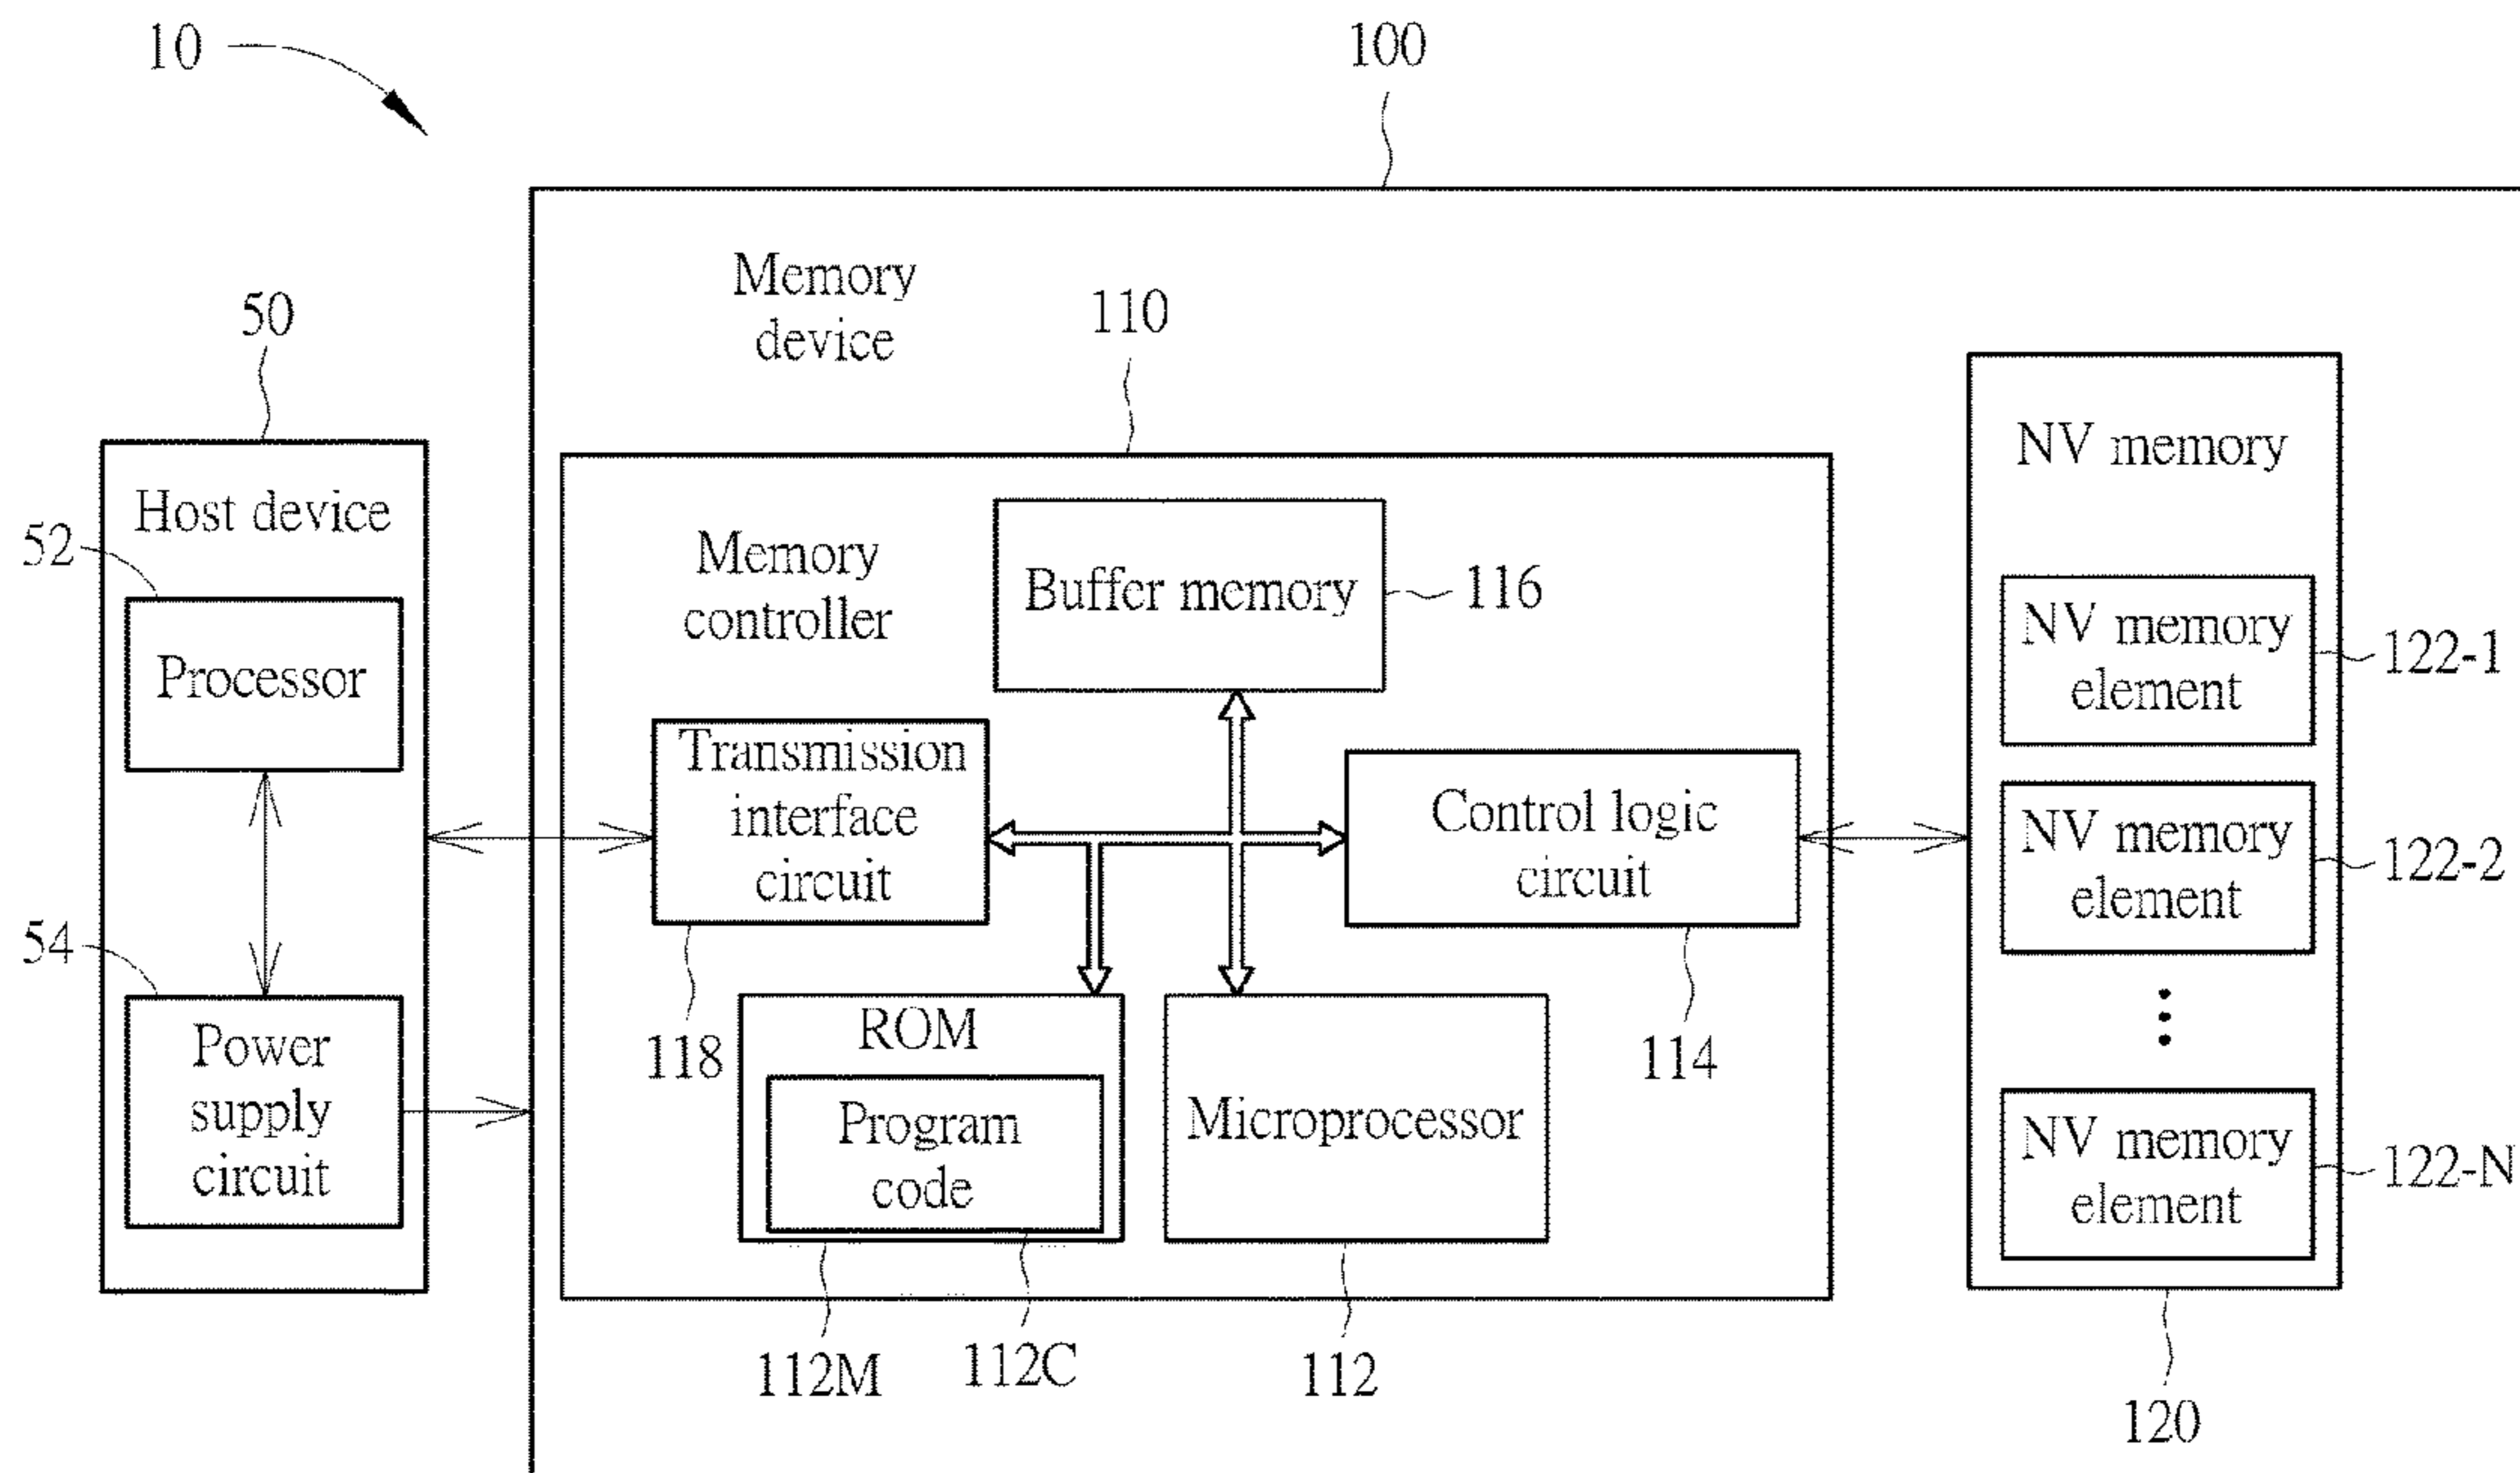 10
100
Memory
device
50
110
Host device
52
Processor
54
Power
supply
circuit
Memory
controller
Buffer memory
116
Transmission
interface
circuit
118
Control logic
circuit
114
ROM
Program
code
112M
112C
Microprocessor
112
NV memory
NV memory
element
122-1
NV memory
element
122-2
NV memory
element
122-N
120